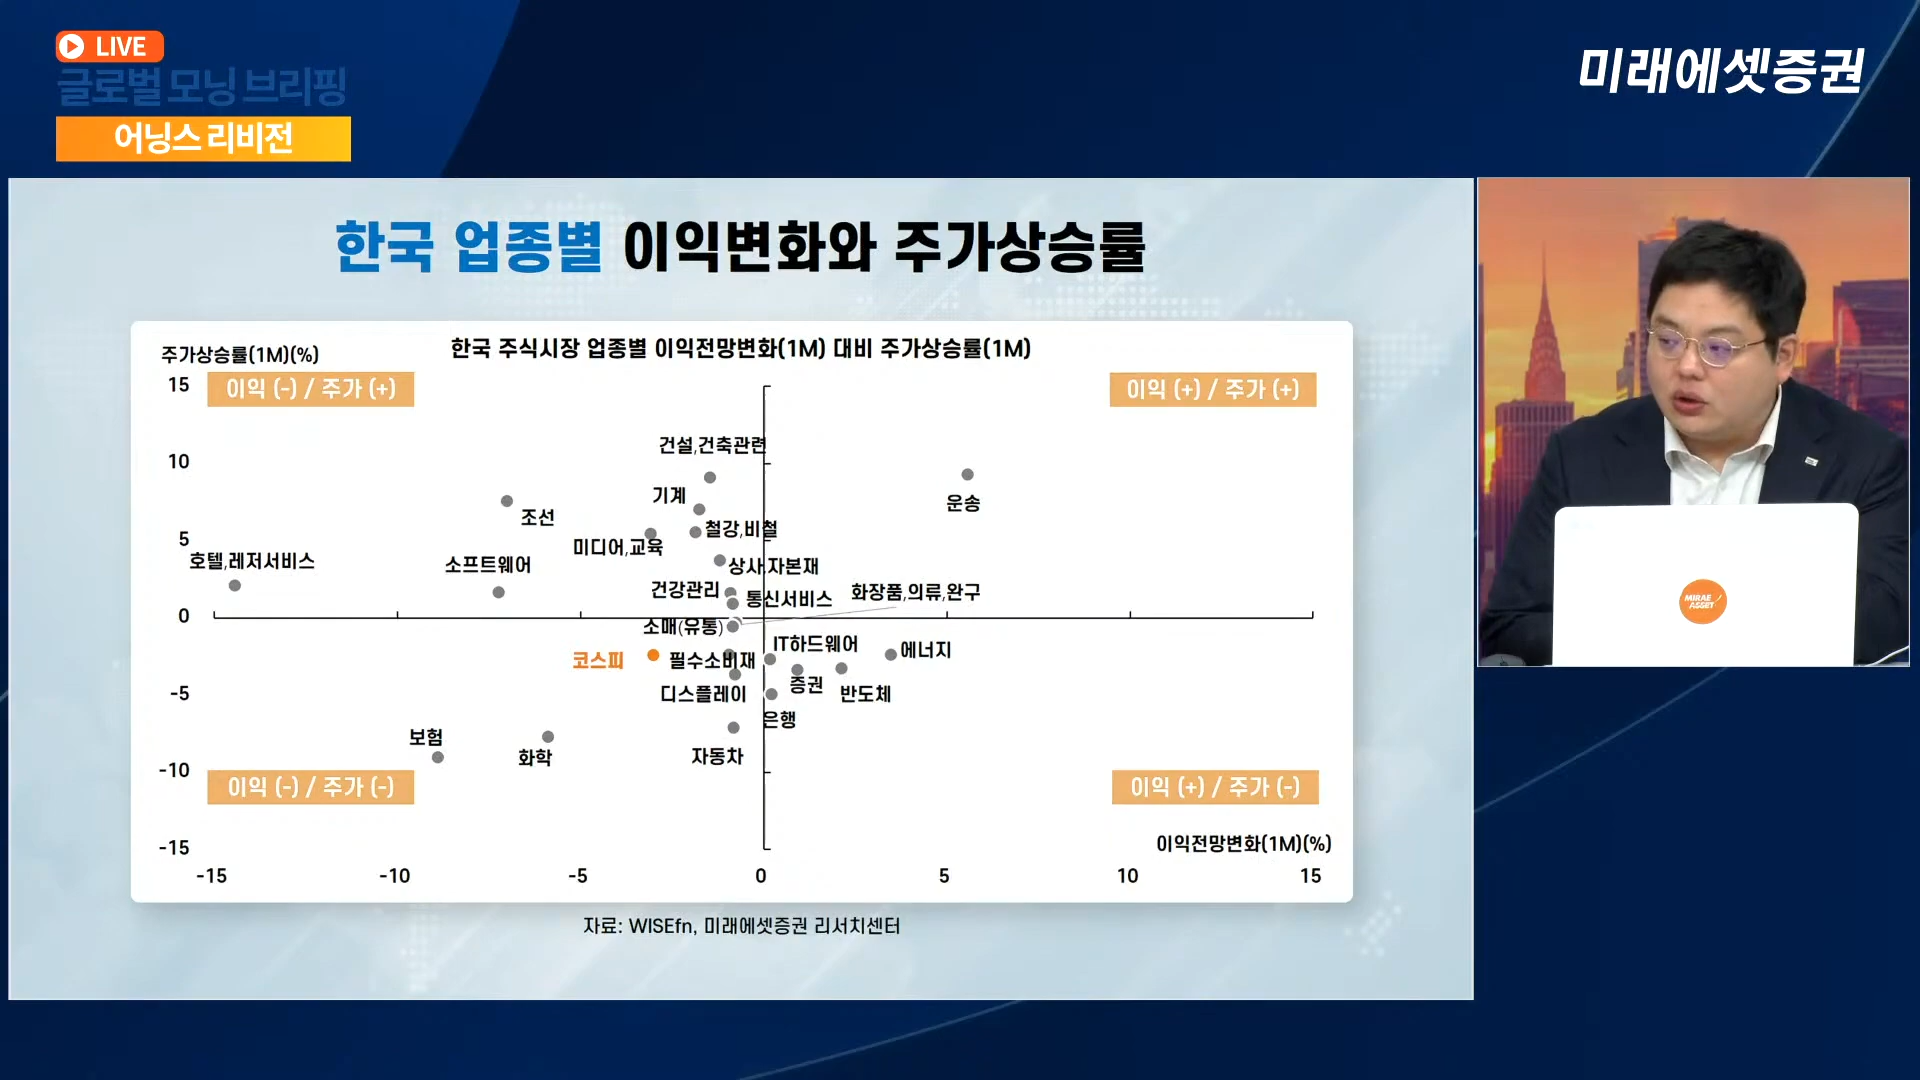 LIVE
글로벌 모닝 브리핑
어닝스 리비전
미래에셋증권
한국 업종별 이익변화와 주가상승률
한국 주식시장 업종별 이익전망변화(1M) 대비 주가상승률(1M)
주가상승률(1M)(%)
15
이익 (-) / 주가 (+)
이익 (+) / 주가 (+)
건설,건축관련
10
기계
운송
조선
철강,비철
5
미디어,교육
호텔,레저서비스
소프트웨어
상사,자본재
건강관리
통신서비스
화장품,의류,완구
0
소매(유통)
IT하드웨어
에너지
코스피
필수소비재
증권
-5
디스플레이
반도체
은행
보험
화학
자동차
-10
이익 (-) / 주가 (-)
이익 (+) / 주가 (-)
이익전망변화(1M)(%)
-15
-15 -10 -5 0 5 10 15
자료: WISEfn, 미래에셋증권 리서치센터
MIRAE ASSET